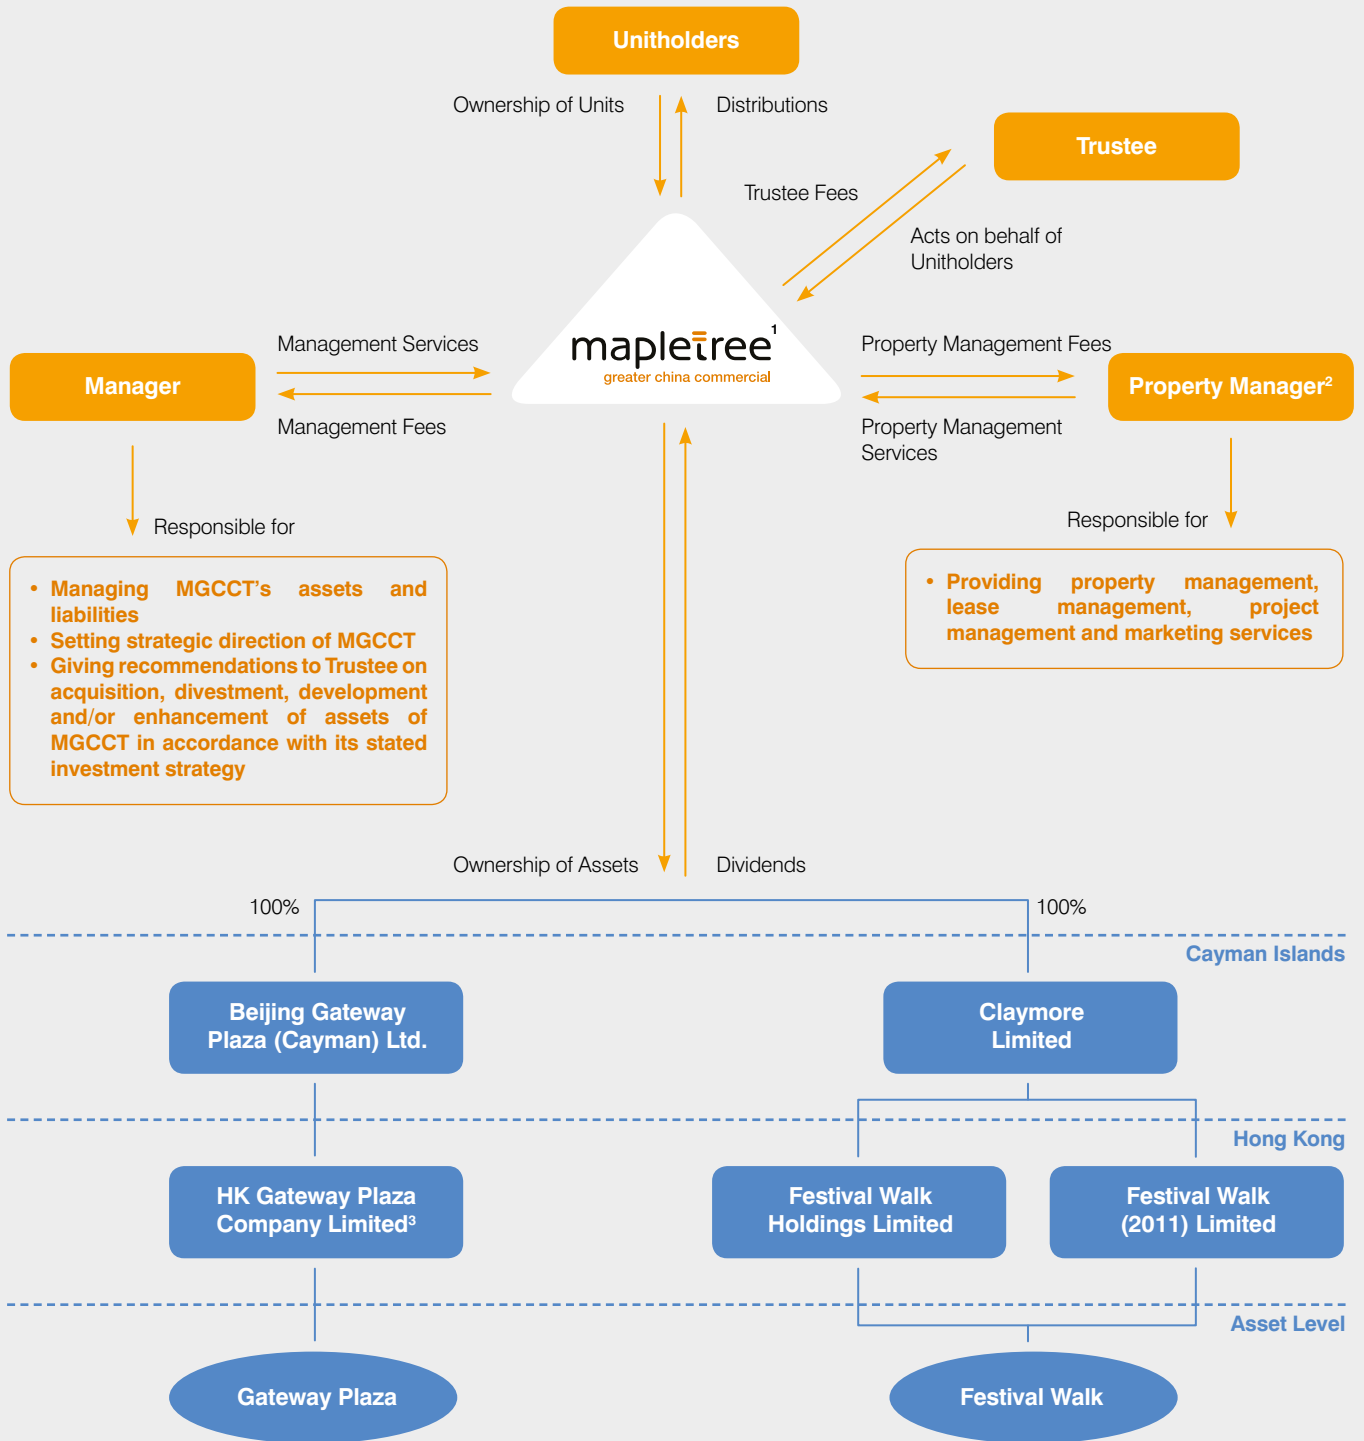 Unitholders
Ownership of Units
Distributions
Trustee
Trustee Fees
Acts on behalf of
Unitholders
mapletree¹
greater china commercial
Management Services
Manager
Management Fees
Property Management Fees
Property Manager²
Property Management
Services
Responsible for
• Managing MGCCT's assets and
liabilities
• Setting strategic direction of MGCCT
• Giving recommendations to Trustee on
acquisition, divestment, development
and/or enhancement of assets of
MGCCT in accordance with its stated
investment strategy
Responsible for
• Providing property management,
lease management, project
management and marketing services
Ownership of Assets
Dividends
100%
100%
Cayman Islands
Beijing Gateway
Plaza (Cayman) Ltd.
Claymore
Limited
Hong Kong
HK Gateway Plaza
Company Limited³
Festival Walk
Holdings Limited
Festival Walk
(2011) Limited
Asset Level
Gateway Plaza
Festival Walk